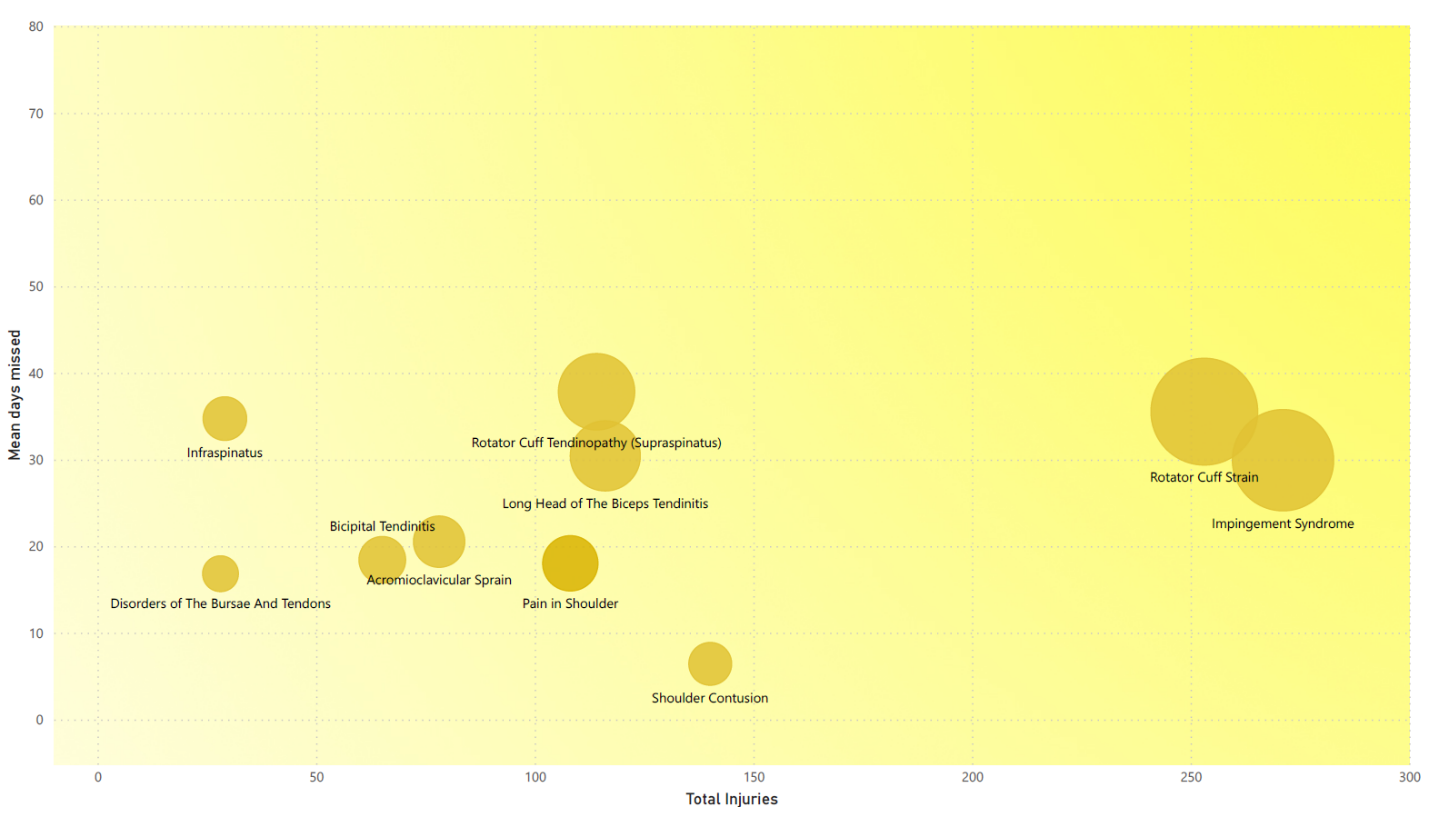 80
70
60
50
40
30
20
10
0
Mean days missed
Infraspinatus
Rotator Cuff Tendinopathy (Supraspinatus)
Rotator Cuff Strain
Long Head of The Biceps Tendinitis
Impingement Syndrome
Bicipital Tendinitis
Acromioclavicular Sprain
Disorders of The Bursae And Tendons
Pain in Shoulder
Shoulder Contusion
0
50
100
150
200
250
300
Total Injuries